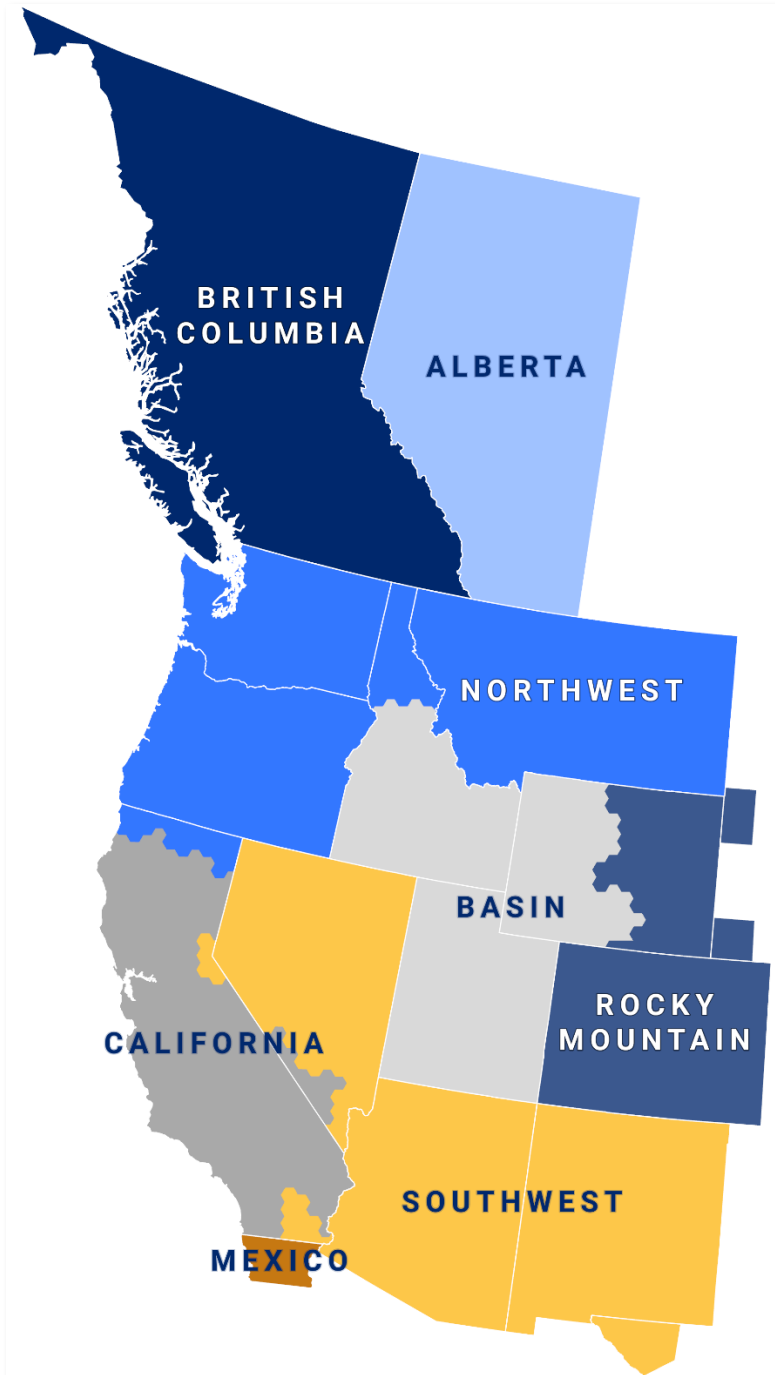 BRITISH
COLUMBIA
ALBERTA
NORTHWEST
BASIN
ROCKY
MOUNTAIN
CALIFORNIA
SOUTHWEST
MEXICO